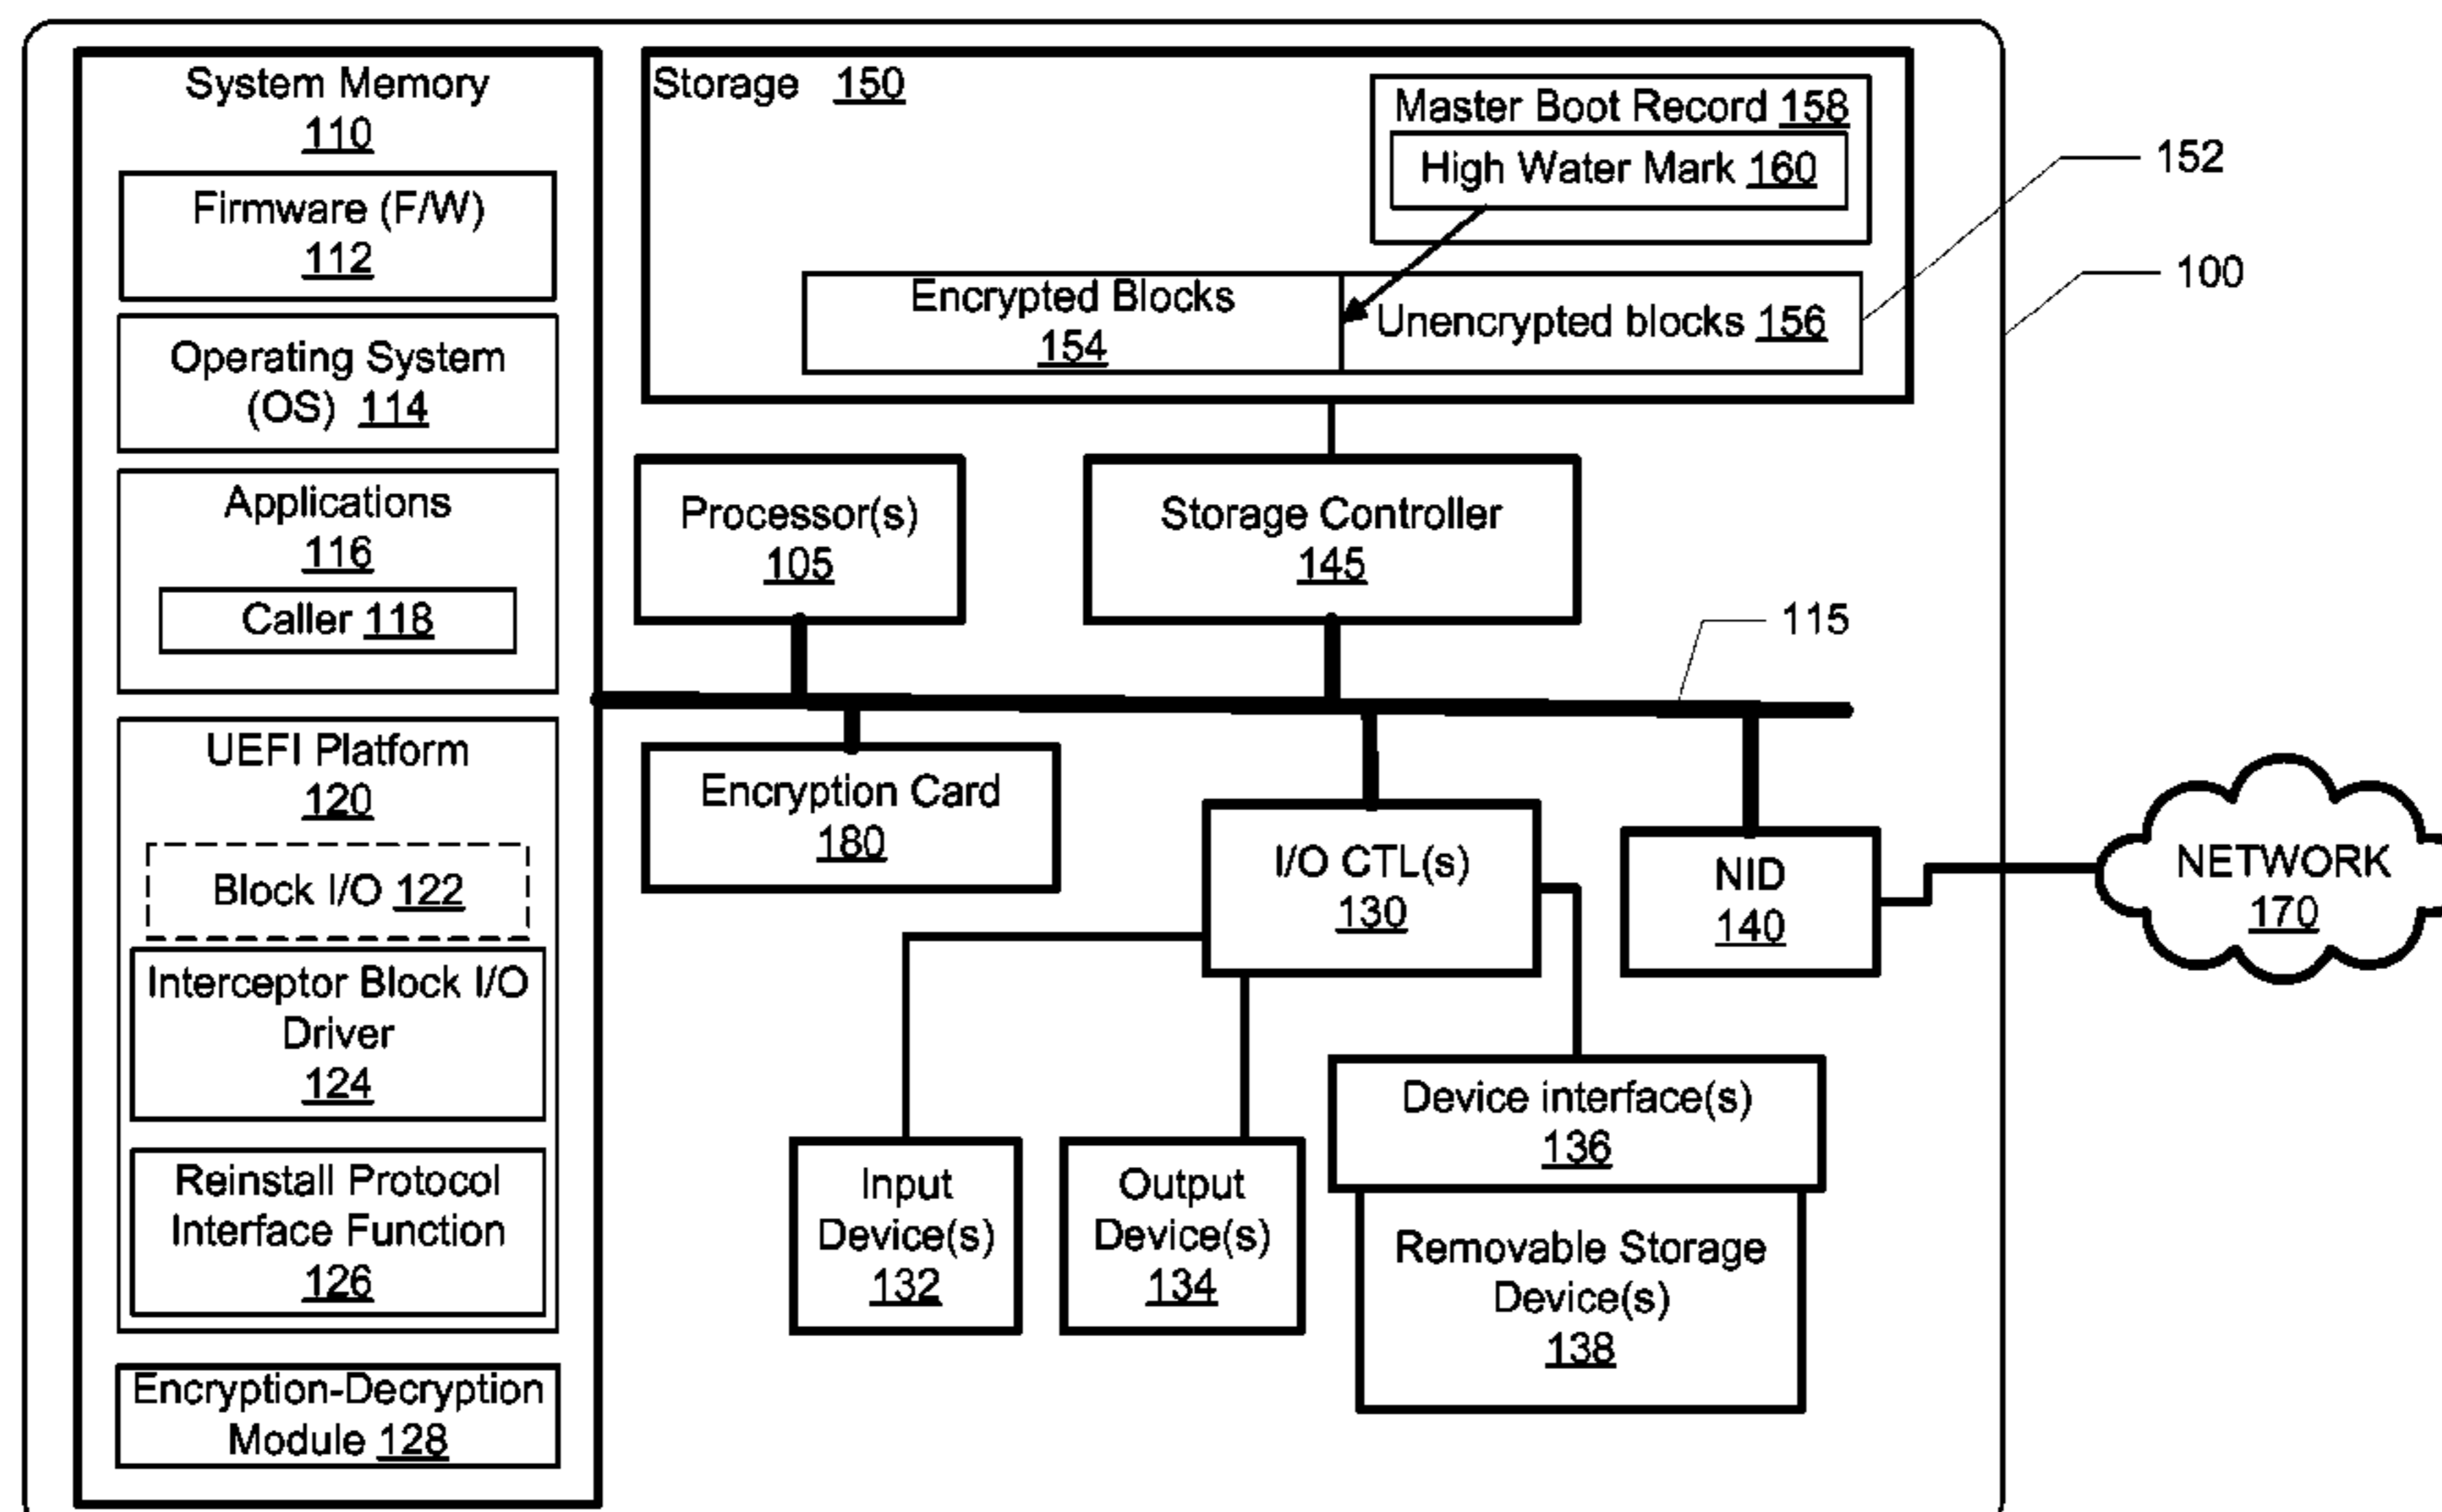 System Memory
110
Firmware (F/W)
112
Operating System
(OS) 114
Applications
116
Caller 118
UEFI Platform
120
Block I/O 122
Interceptor Block I/O
Driver
124
Reinstall Protocol
Interface Function
126
Encryption-Decryption
Module 128
Storage 150
Master Boot Record 158
High Water Mark 160
Encrypted Blocks
154
Unencrypted blocks 156
152
100
Processor(s)
105
Storage Controller
145
115
Encryption Card
180
I/O CTL(s)
130
NID
140
NETWORK
170
Input
Device(s)
132
Output
Device(s)
134
Device interface(s)
136
Removable Storage
Device(s)
138